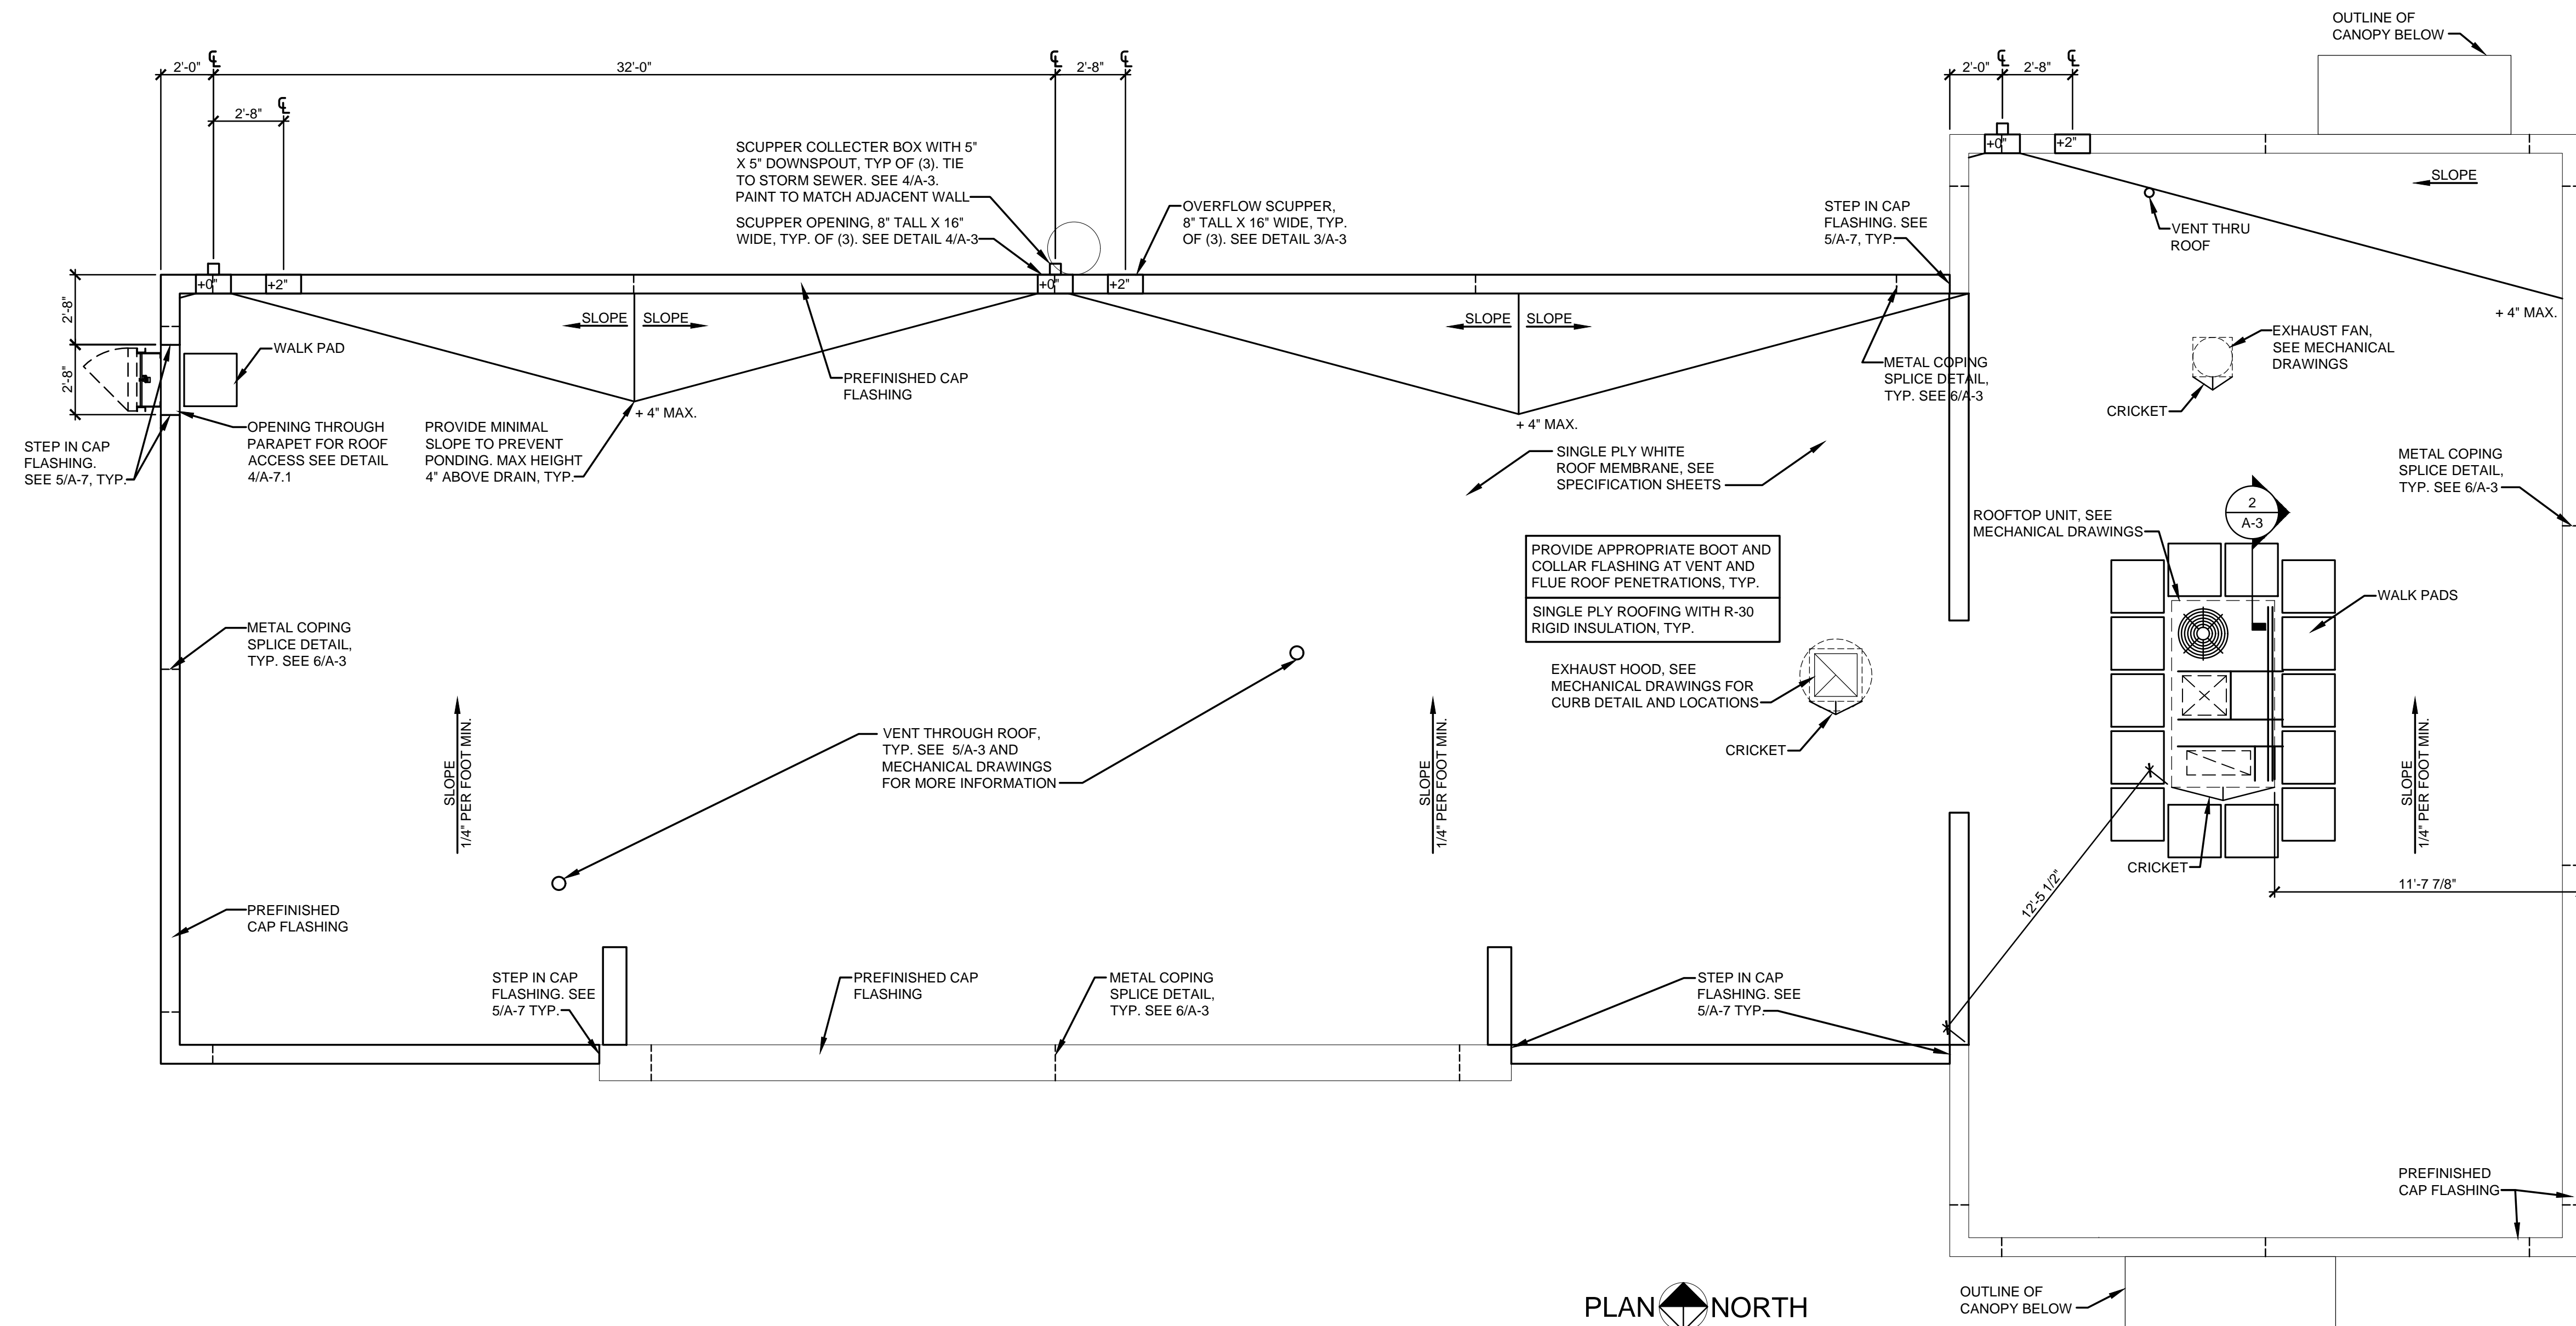 OUTLINE OF
CANOPY BELOW
2'-0"
32'-0"
2'-8"
2'-0"
2'-8"
2'-8"
SCUPPER COLLECTER BOX WITH 5"
X 5" DOWNSPOUT, TYP OF (3). TIE
TO STORM SEWER. SEE 4/A-3.
PAINT TO MATCH ADJACENT WALL
SCUPPER OPENING, 8" TALL X 16"
WIDE, TYP. OF (3). SEE DETAIL 4/A-3
OVERFLOW SCUPPER,
8" TALL X 16" WIDE, TYP.
OF (3). SEE DETAIL 3/A-3
STEP IN CAP
FLASHING. SEE
5/A-7, TYP.
+0"
+2"
SLOPE
VENT THRU
ROOF
+0"
+2"
+0"
+2"
2'-8"
2'-8"
SLOPE
SLOPE
SLOPE
SLOPE
+ 4" MAX.
WALK PAD
PREFINISHED CAP
FLASHING
METAL COPING
SPLICE DETAIL,
TYP. SEE 6/A-3
EXHAUST FAN,
SEE MECHANICAL
DRAWINGS
CRICKET
STEP IN CAP
FLASHING.
SEE 5/A-7, TYP.
OPENING THROUGH
PARAPET FOR ROOF
ACCESS SEE DETAIL
4/A-7.1
PROVIDE MINIMAL
SLOPE TO PREVENT
PONDING. MAX HEIGHT
4" ABOVE DRAIN, TYP.
+ 4" MAX.
+ 4" MAX.
SINGLE PLY WHITE
ROOF MEMBRANE, SEE
SPECIFICATION SHEETS
METAL COPING
SPLICE DETAIL,
TYP. SEE 6/A-3
2
A-3
ROOFTOP UNIT, SEE
MECHANICAL DRAWINGS
PROVIDE APPROPRIATE BOOT AND
COLLAR FLASHING AT VENT AND
FLUE ROOF PENETRATIONS, TYP.
SINGLE PLY ROOFING WITH R-30
RIGID INSULATION, TYP.
WALK PADS
METAL COPING
SPLICE DETAIL,
TYP. SEE 6/A-3
EXHAUST HOOD, SEE
MECHANICAL DRAWINGS FOR
CURB DETAIL AND LOCATIONS
CRICKET
SLOPE
1/4" PER FOOT MIN.
VENT THROUGH ROOF,
TYP. SEE 5/A-3 AND
MECHANICAL DRAWINGS
FOR MORE INFORMATION
SLOPE
1/4" PER FOOT MIN.
SLOPE
1/4" PER FOOT MIN.
CRICKET
12'-5 1/2"
11'-7 7/8"
PREFINISHED
CAP FLASHING
STEP IN CAP
FLASHING. SEE
5/A-7 TYP.
PREFINISHED CAP
FLASHING
METAL COPING
SPLICE DETAIL,
TYP. SEE 6/A-3
STEP IN CAP
FLASHING. SEE
5/A-7 TYP.
PREFINISHED
CAP FLASHING
OUTLINE OF
CANOPY BELOW
PLAN NORTH